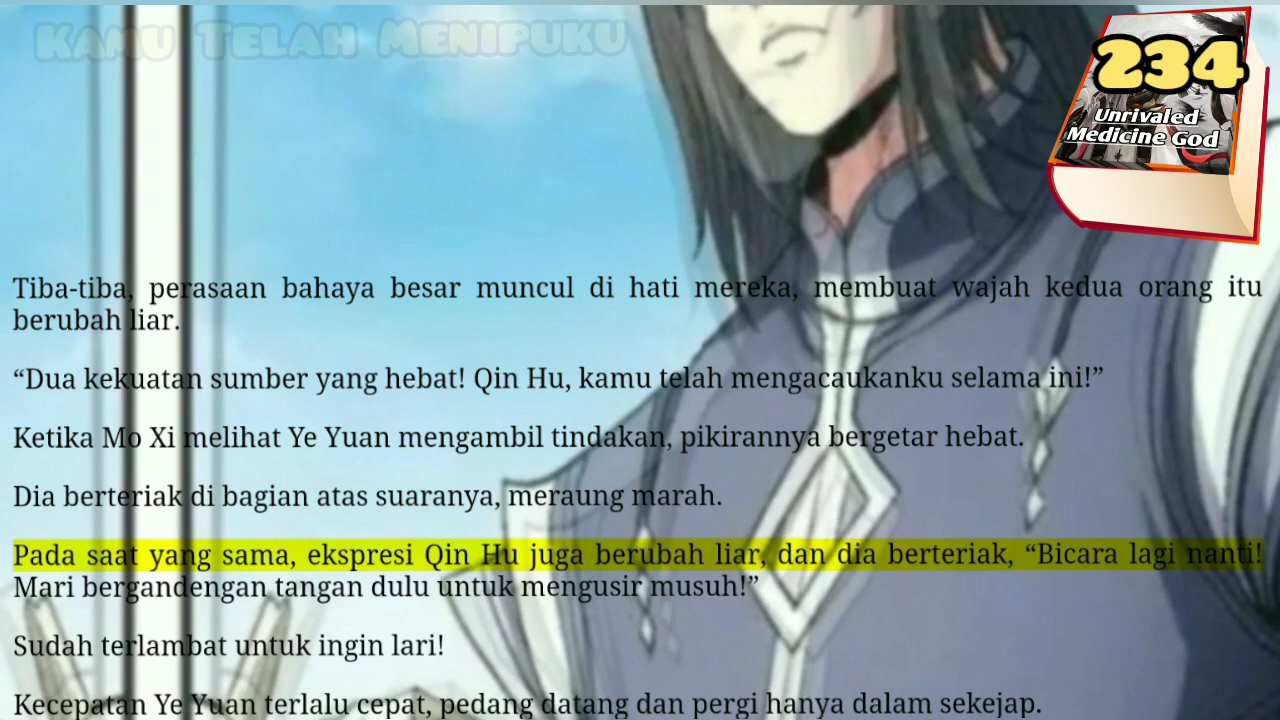 Kamu Telah Menipuku
234
Unrivaled
Medicine God
Tiba-tiba, perasaan bahaya besar muncul di hati mereka, membuat wajah kedua orang itu
berubah liar.
“Dua kekuatan sumber yang hebat! Qin Hu, kamu telah mengacaukanku selama ini!”
Ketika Mo Xi melihat Ye Yuan mengambil tindakan, pikirannya bergetar hebat.
Dia berteriak di bagian atas suaranya, meraung marah.
Pada saat yang sama, ekspresi Qin Hu juga berubah liar, dan dia berteriak, “Bicara lagi nanti!
Mari bergandengan tangan dulu untuk mengusir musuh!”
Sudah terlambat untuk ingin lari!
Kecepatan Ye Yuan terlalu cepat, pedang datang dan pergi hanya dalam sekejap.